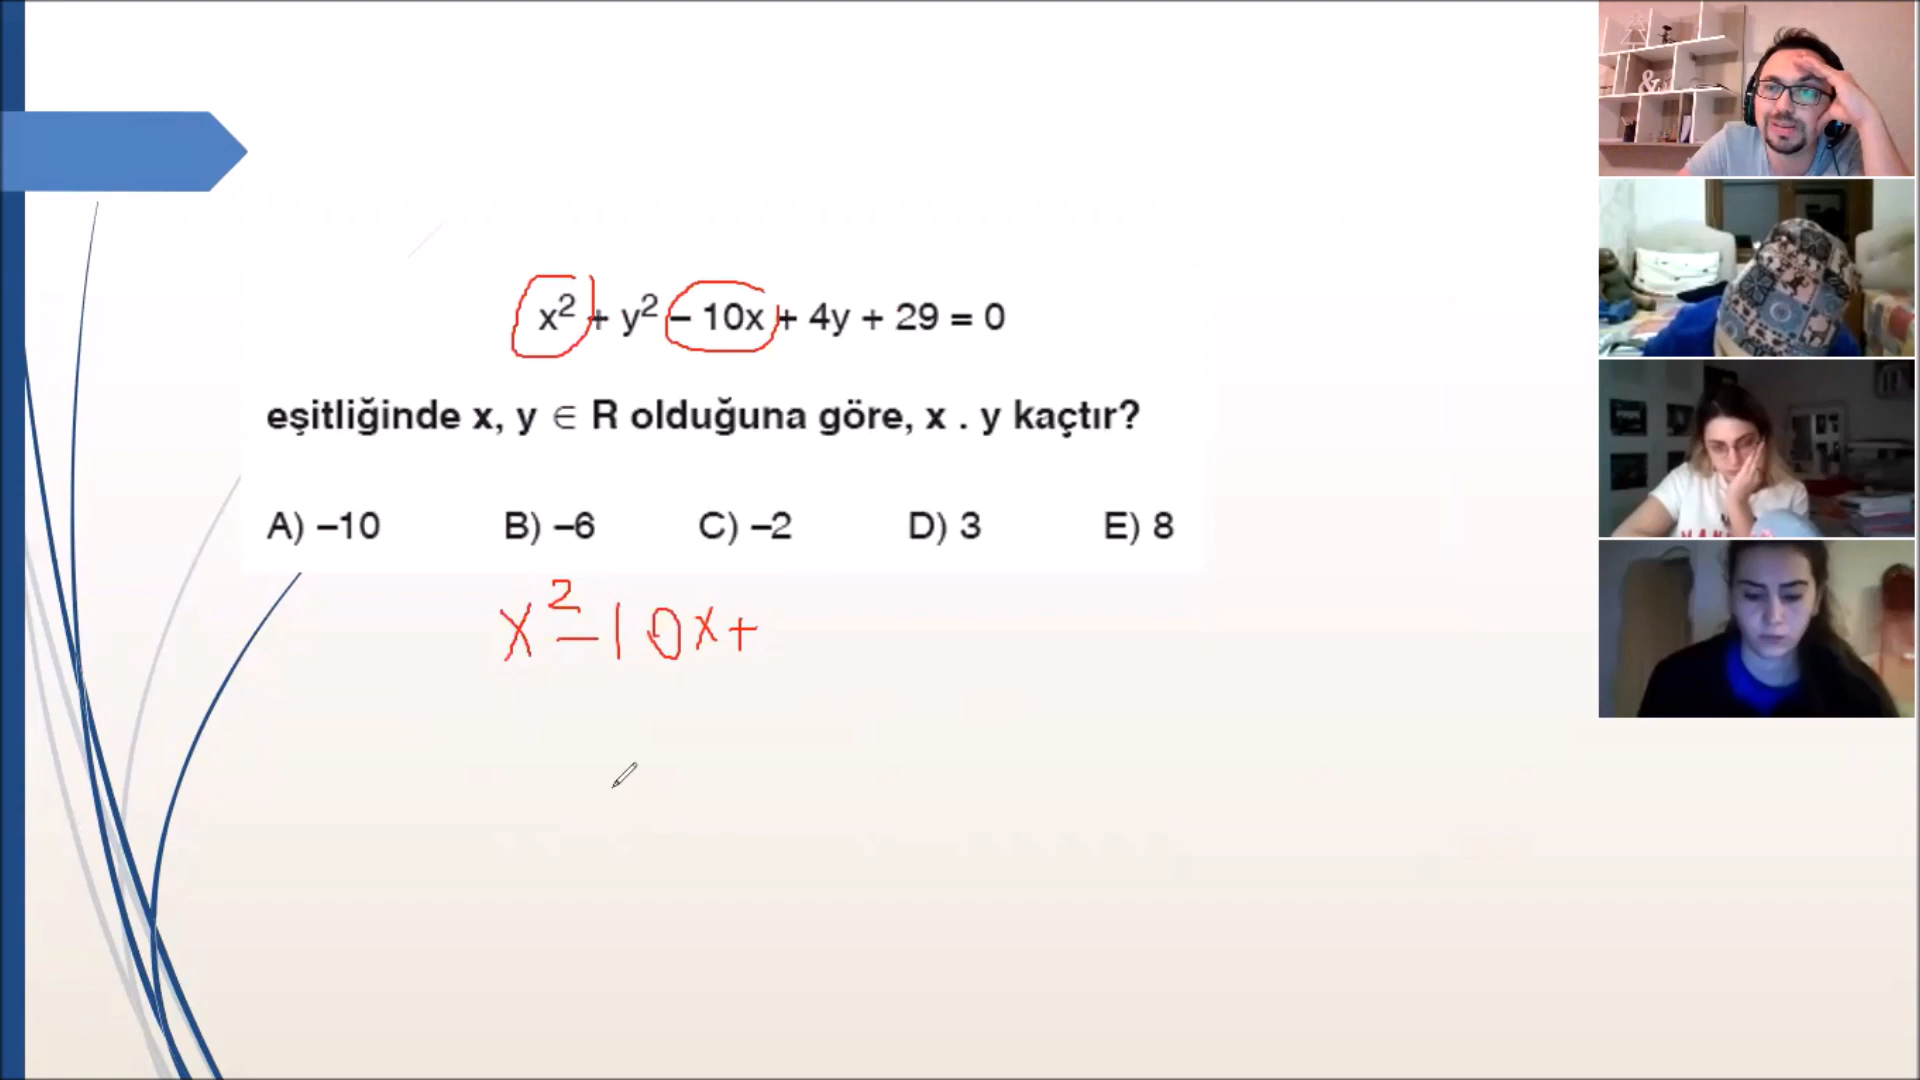 x² + y² – 10x + 4y + 29 = 0
eşitliğinde x, y ∈ R olduğuna göre, x . y kaçtır?
A) –10 B) –6 C) –2 D) 3 E) 8
x² – 10x +
&